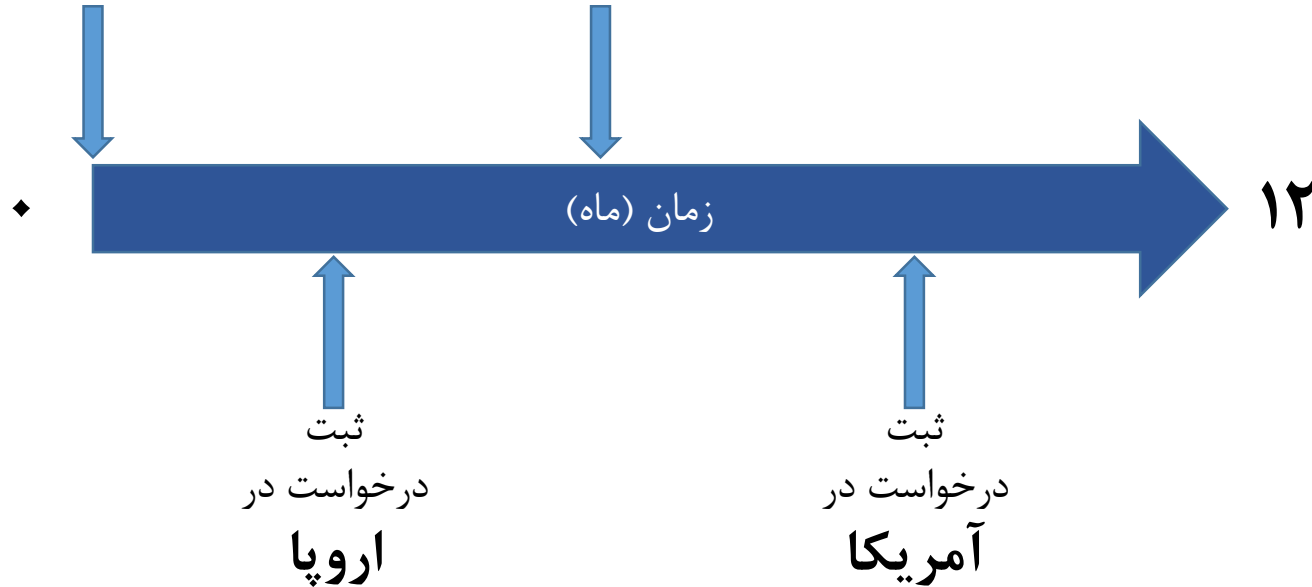 ۰
زمان (ماه)
۱۲
ثبت
درخواست در
اروپا
ثبت
درخواست در
آمریکا